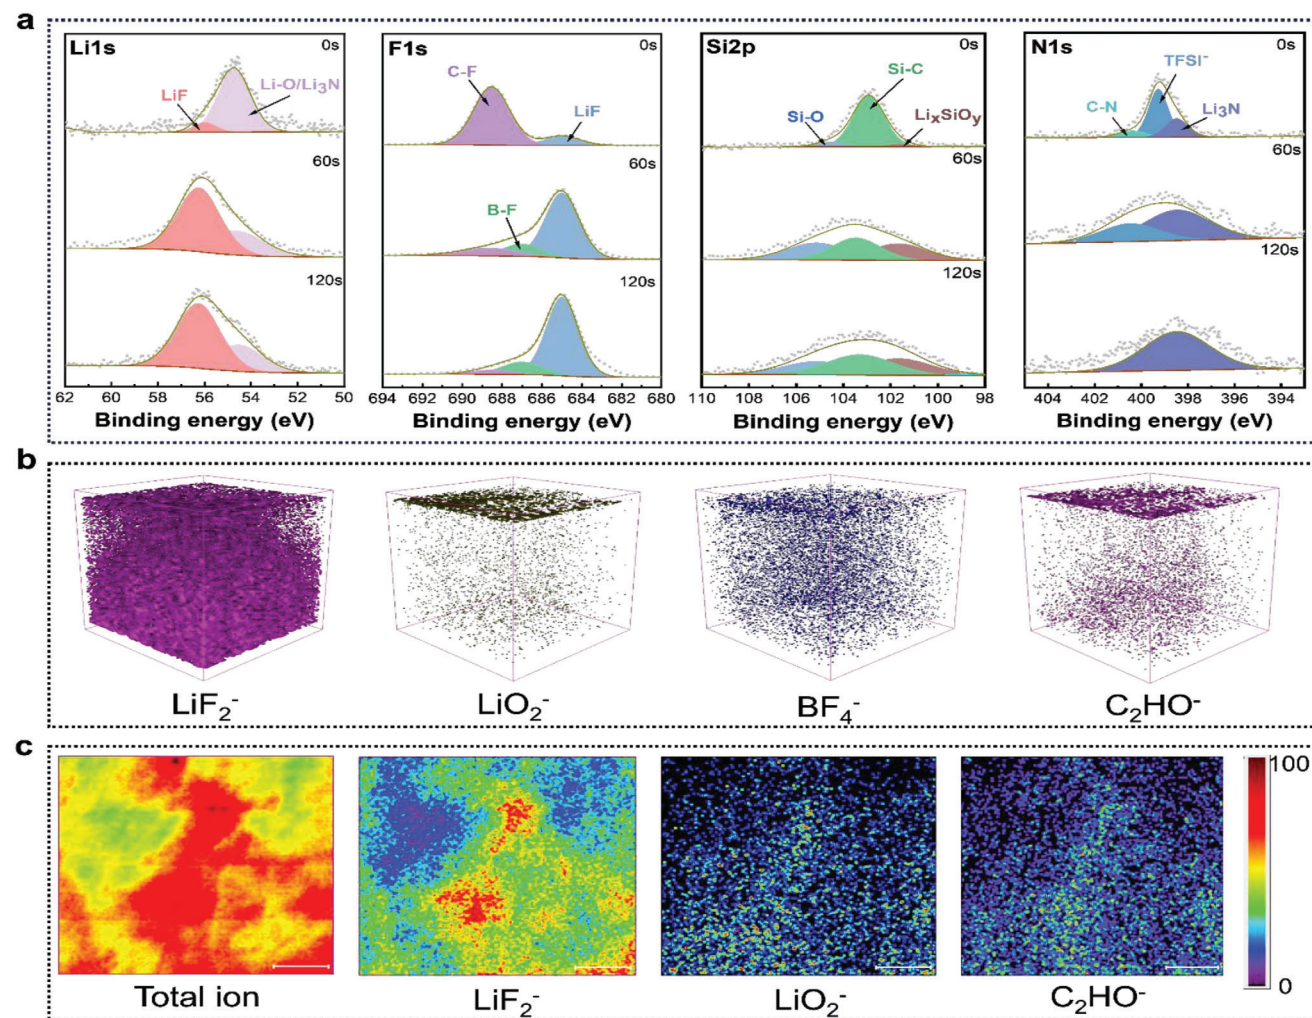 a
Li1s 0s
LiF
Li-O/Li₃N
60s
120s
62 60 58 56 54 52 50
Binding energy (eV)
F1s 0s
C-F
LiF
60s
B-F
120s
694 692 690 688 686 684 682 680
Binding energy (eV)
Si2p 0s
Si-C
Si-O
LiₓSiOᵧ
60s
120s
110 108 106 104 102 100 98
Binding energy (eV)
N1s 0s
TFSI⁻
C-N
Li₃N
60s
120s
404 402 400 398 396 394
Binding energy (eV)
b
LiF₂⁻
LiO₂⁻
BF₄⁻
C₂HO⁻
c
100
0
Total ion
LiF₂⁻
LiO₂⁻
C₂HO⁻